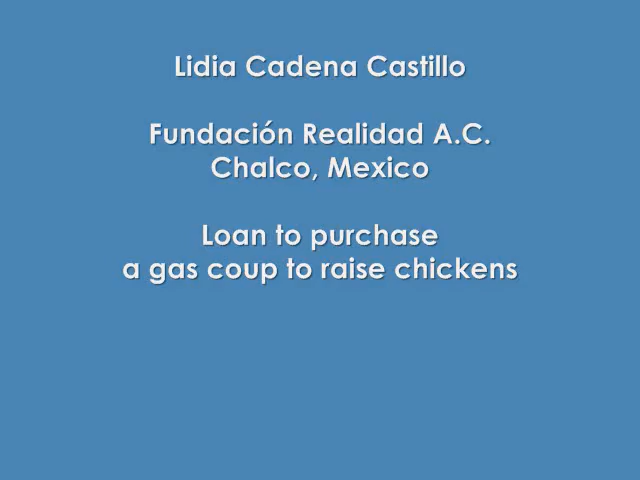 Lidia Cadena Castillo
Fundación Realidad A.C.
Chalco, Mexico
Loan to purchase
a gas coup to raise chickens